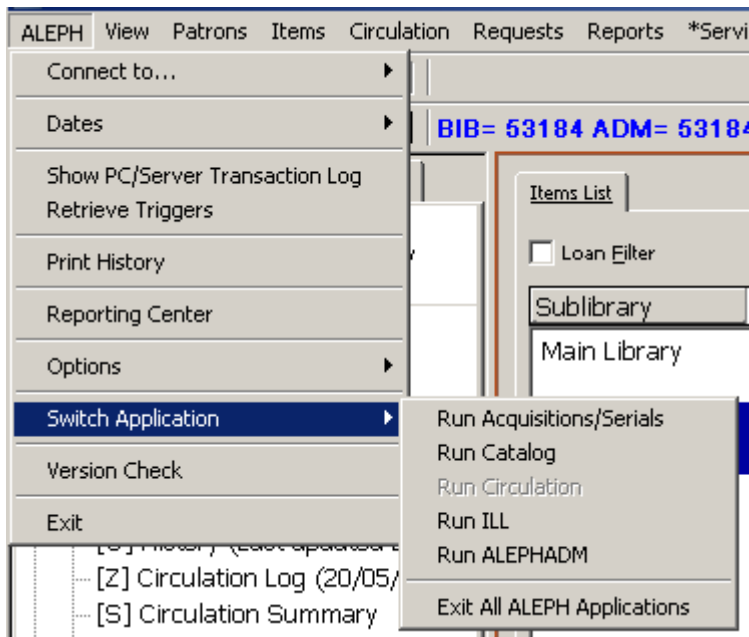 ALEPH View Patrons Items Circulation Requests Reports *Servi
Connect to...
Dates
BIB= 53184 ADM= 53184
Show PC/Server Transaction Log
Retrieve Triggers
Items List
Print History
Loan Filter
Reporting Center
Sublibrary
Options
Main Library
Switch Application
Run Acquisitions/Serials
Run Catalog
Version Check
Run Circulation
Exit
Run ILL
Run ALEPHADM
[Z] Circulation Log (20/05/
[S] Circulation Summary
Exit All ALEPH Applications